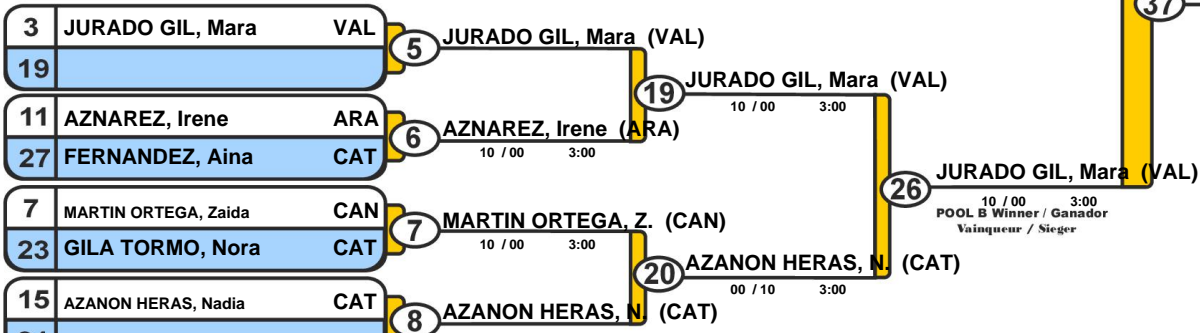 37
3 JURADO GIL, Mara VAL
19
5 JURADO GIL, Mara (VAL)
19 JURADO GIL, Mara (VAL)
10 / 00 3:00
11 AZNAREZ, Irene ARA
27 FERNANDEZ, Aina CAT
6 AZNAREZ, Irene (ARA)
10 / 00 3:00
26 JURADO GIL, Mara (VAL)
10 / 00 3:00
POOL B Winner / Ganador
Vainqueur / Sieger
7 MARTIN ORTEGA, Zaida CAN
23 GILA TORMO, Nora CAT
7 MARTIN ORTEGA, Z. (CAN)
10 / 00 3:00
20 AZANON HERAS, N. (CAT)
00 / 10 3:00
15 AZANON HERAS, Nadia CAT
8 AZANON HERAS, N. (CAT)